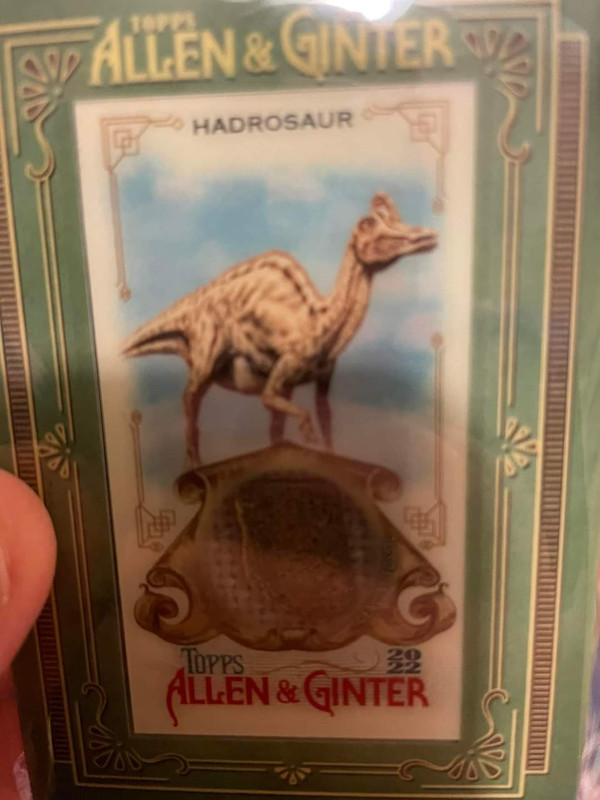 TOPPS
ALLEN & GINTER
HADROSAUR
TOPPS 2022
ALLEN & GINTER